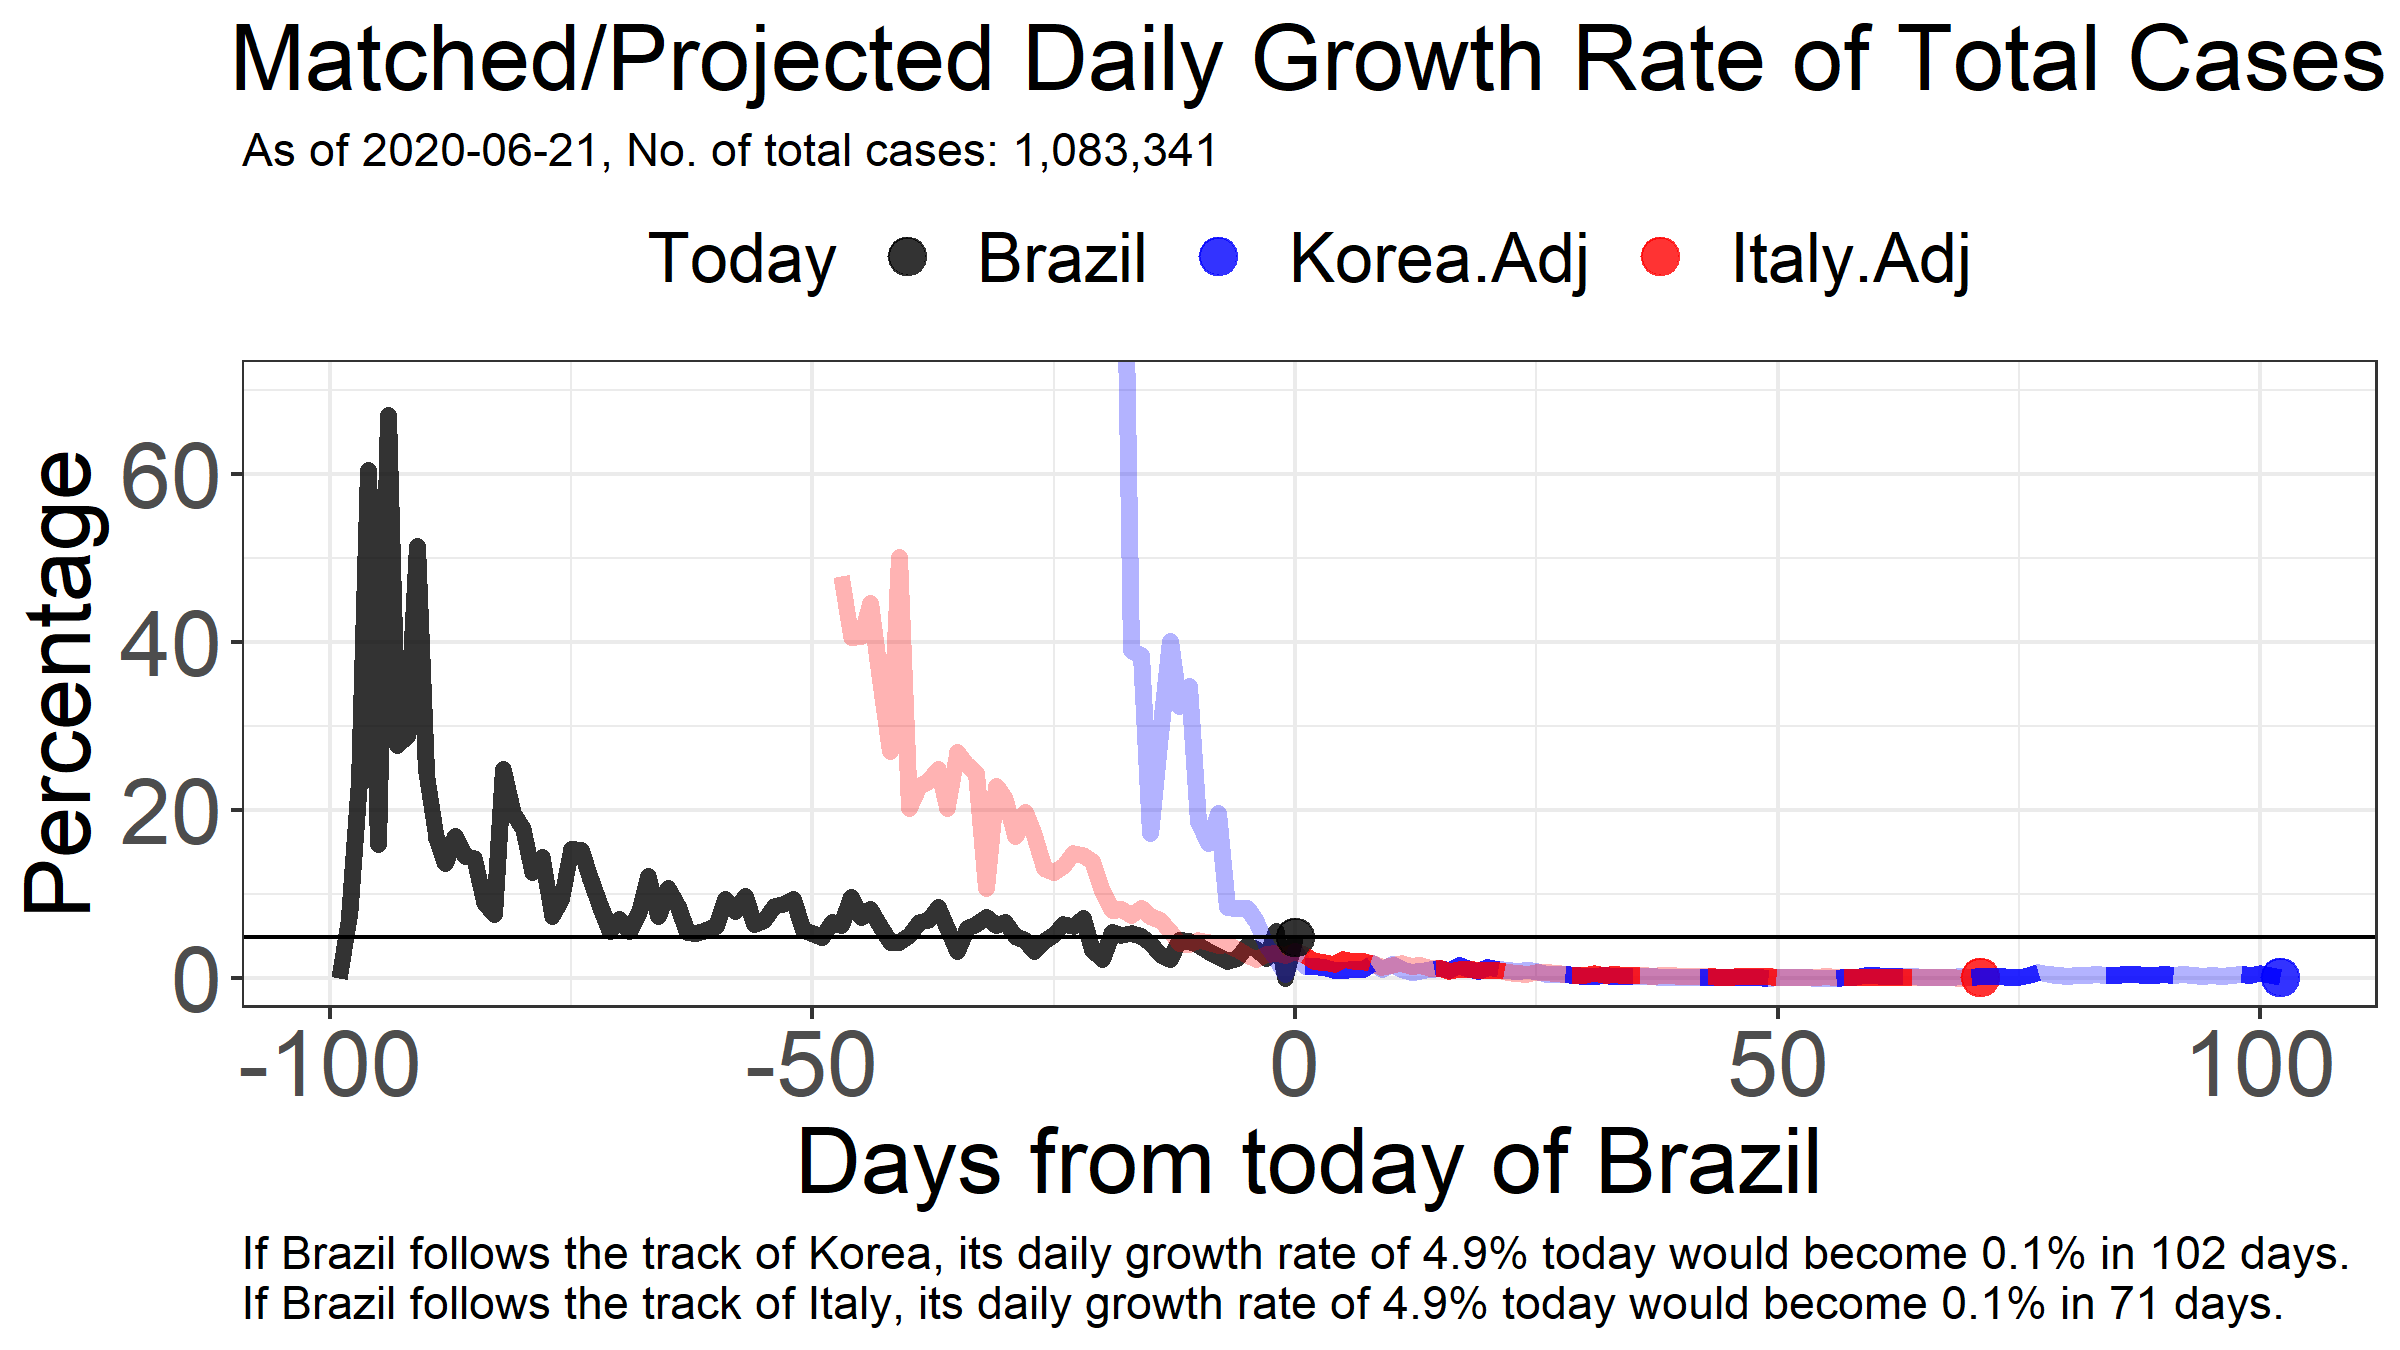 Matched/Projected Daily Growth Rate of Total Cases
As of 2020-06-21, No. of total cases: 1,083,341
Today Brazil Korea.Adj Italy.Adj
Percentage
60
40
20
0
-100 -50 0 50 100
Days from today of Brazil
If Brazil follows the track of Korea, its daily growth rate of 4.9% today would become 0.1% in 102 days.
If Brazil follows the track of Italy, its daily growth rate of 4.9% today would become 0.1% in 71 days.